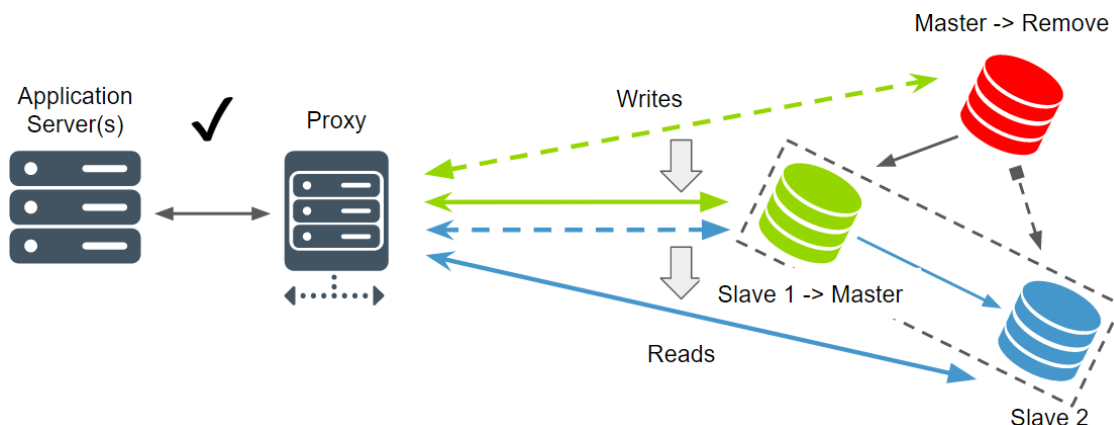 Master -> Remove
Application
Server(s)
Proxy
Writes
Slave 1 -> Master
Reads
Slave 2